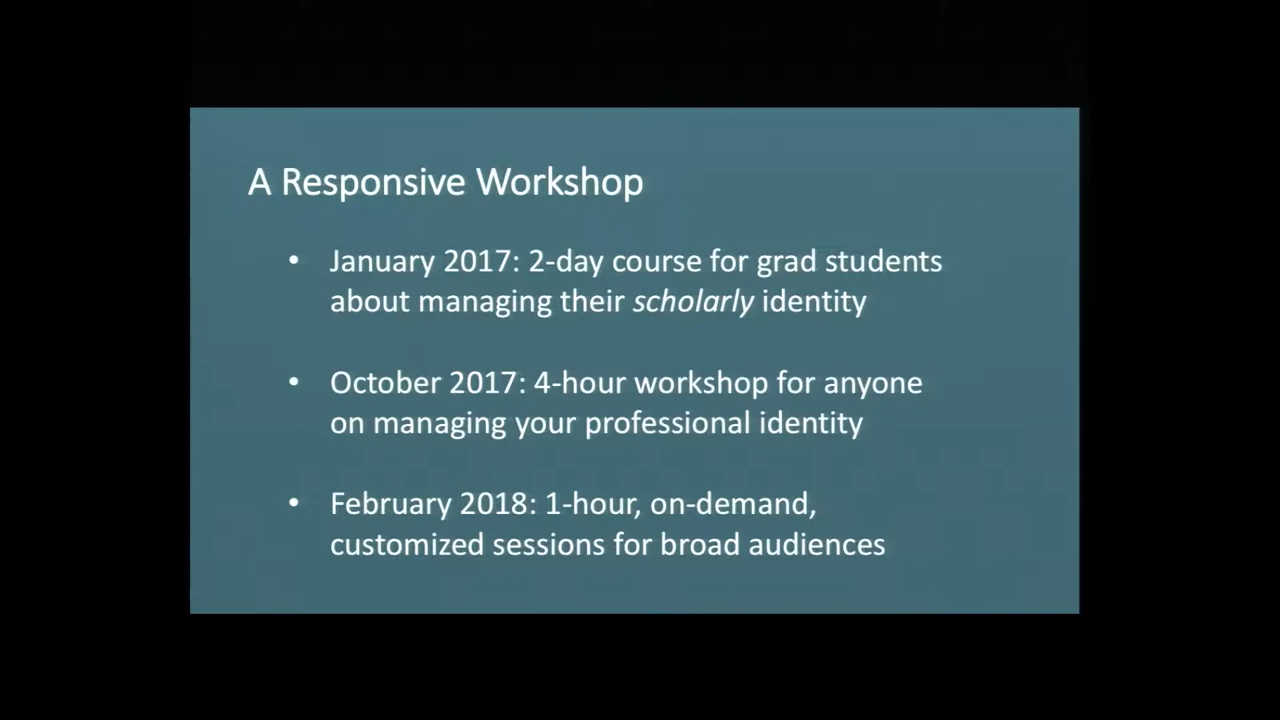 A Responsive Workshop
• January 2017: 2-day course for grad students
about managing their scholarly identity
• October 2017: 4-hour workshop for anyone
on managing your professional identity
• February 2018: 1-hour, on-demand,
customized sessions for broad audiences